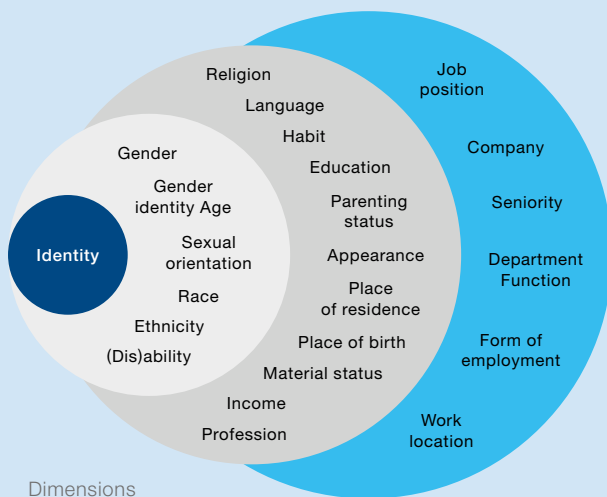 Identity
Gender
Gender
identity Age
Sexual
orientation
Race
Ethnicity
(Dis)ability
Religion
Language
Habit
Education
Parenting
status
Appearance
Place
of residence
Place of birth
Material status
Income
Profession
Job
position
Company
Seniority
Department
Function
Form of
employment
Work
location
Dimensions